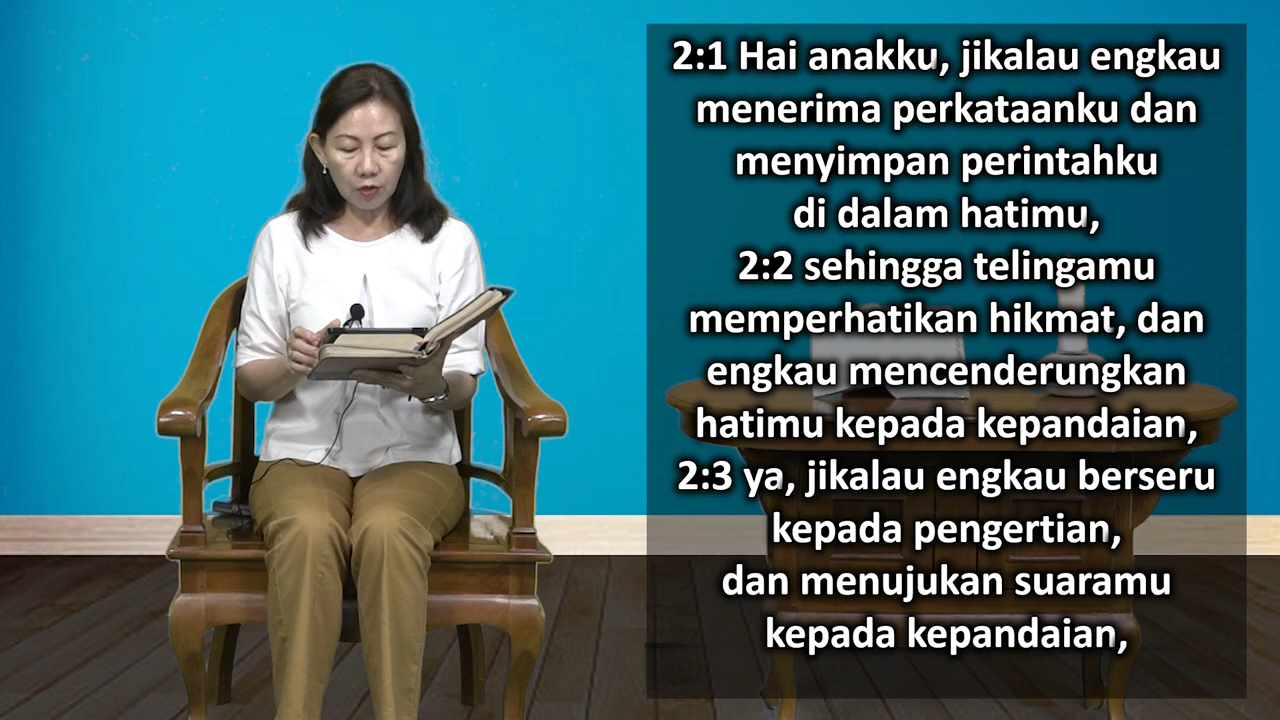 2:1 Hai anakku, jikalau engkau
menerima perkataanku dan
menyimpan perintahku
di dalam hatimu,
2:2 sehingga telingamu
memperhatikan hikmat, dan
engkau mencenderungkan
hatimu kepada kepandaian,
2:3 ya, jikalau engkau berseru
kepada pengertian,
dan menujukan suaramu
kepada kepandaian,